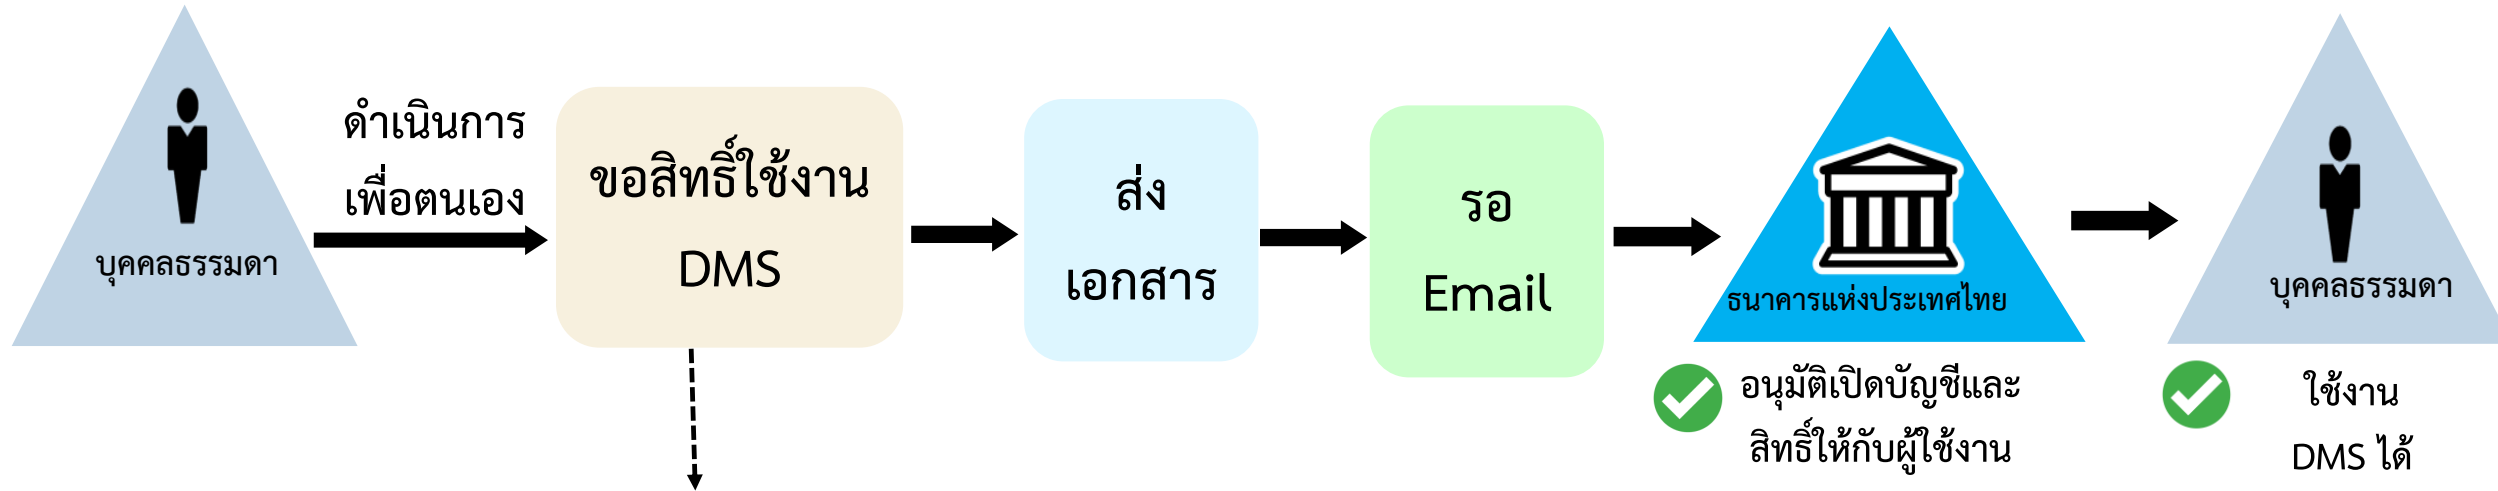 บุคคลธรรมดา
ดำเนินการ
เพื่อตนเอง
ขอสิทธิ์ใช้งาน
DMS
ส่ง
เอกสาร
รอ
Email
ธนาคารแห่งประเทศไทย
อนุมัติเปิดบัญชีและ
สิทธิ์ให้กับผู้ใช้งาน
บุคคลธรรมดา
ใช้งาน
DMS ได้